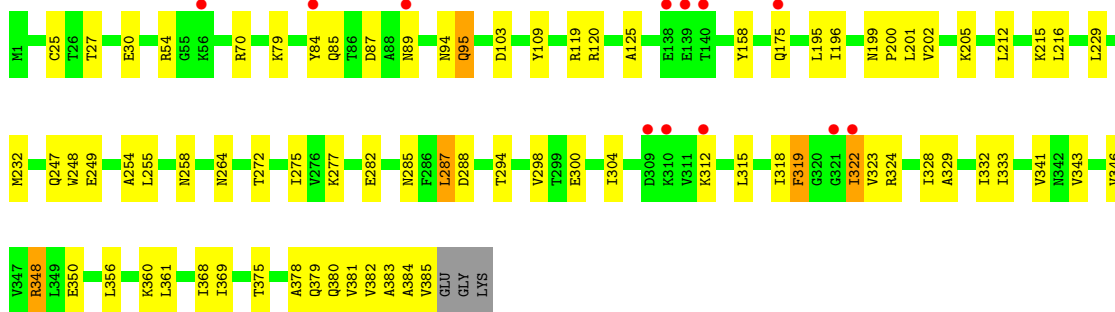 M1 C25 T26 T27 E30 R54 G55 K56 R70 K79 Y84 Q85 T86 D87 A88 N89 N94 Q95 D103 Y109 R119 R120 A125 E138 E139 T140 Y158 Q175 L195 I196 N199 P200 L201 V202 K205 L212 K215 L216 L229
M232 Q247 W248 E249 A254 L255 N258 N264 T272 I275 V276 K277 E282 N285 F286 L287 D288 T294 V298 T299 E300 I304 D309 K310 V311 K312 L315 I318 F319 G320 G321 I322 V323 R324 I328 A329 I332 I333 V341 N342 V343 V346
V347 R348 L349 E350 L356 K360 L361 I368 I369 T375 A378 Q379 Q380 V381 V382 A383 A384 V385 GLU GLY LYS